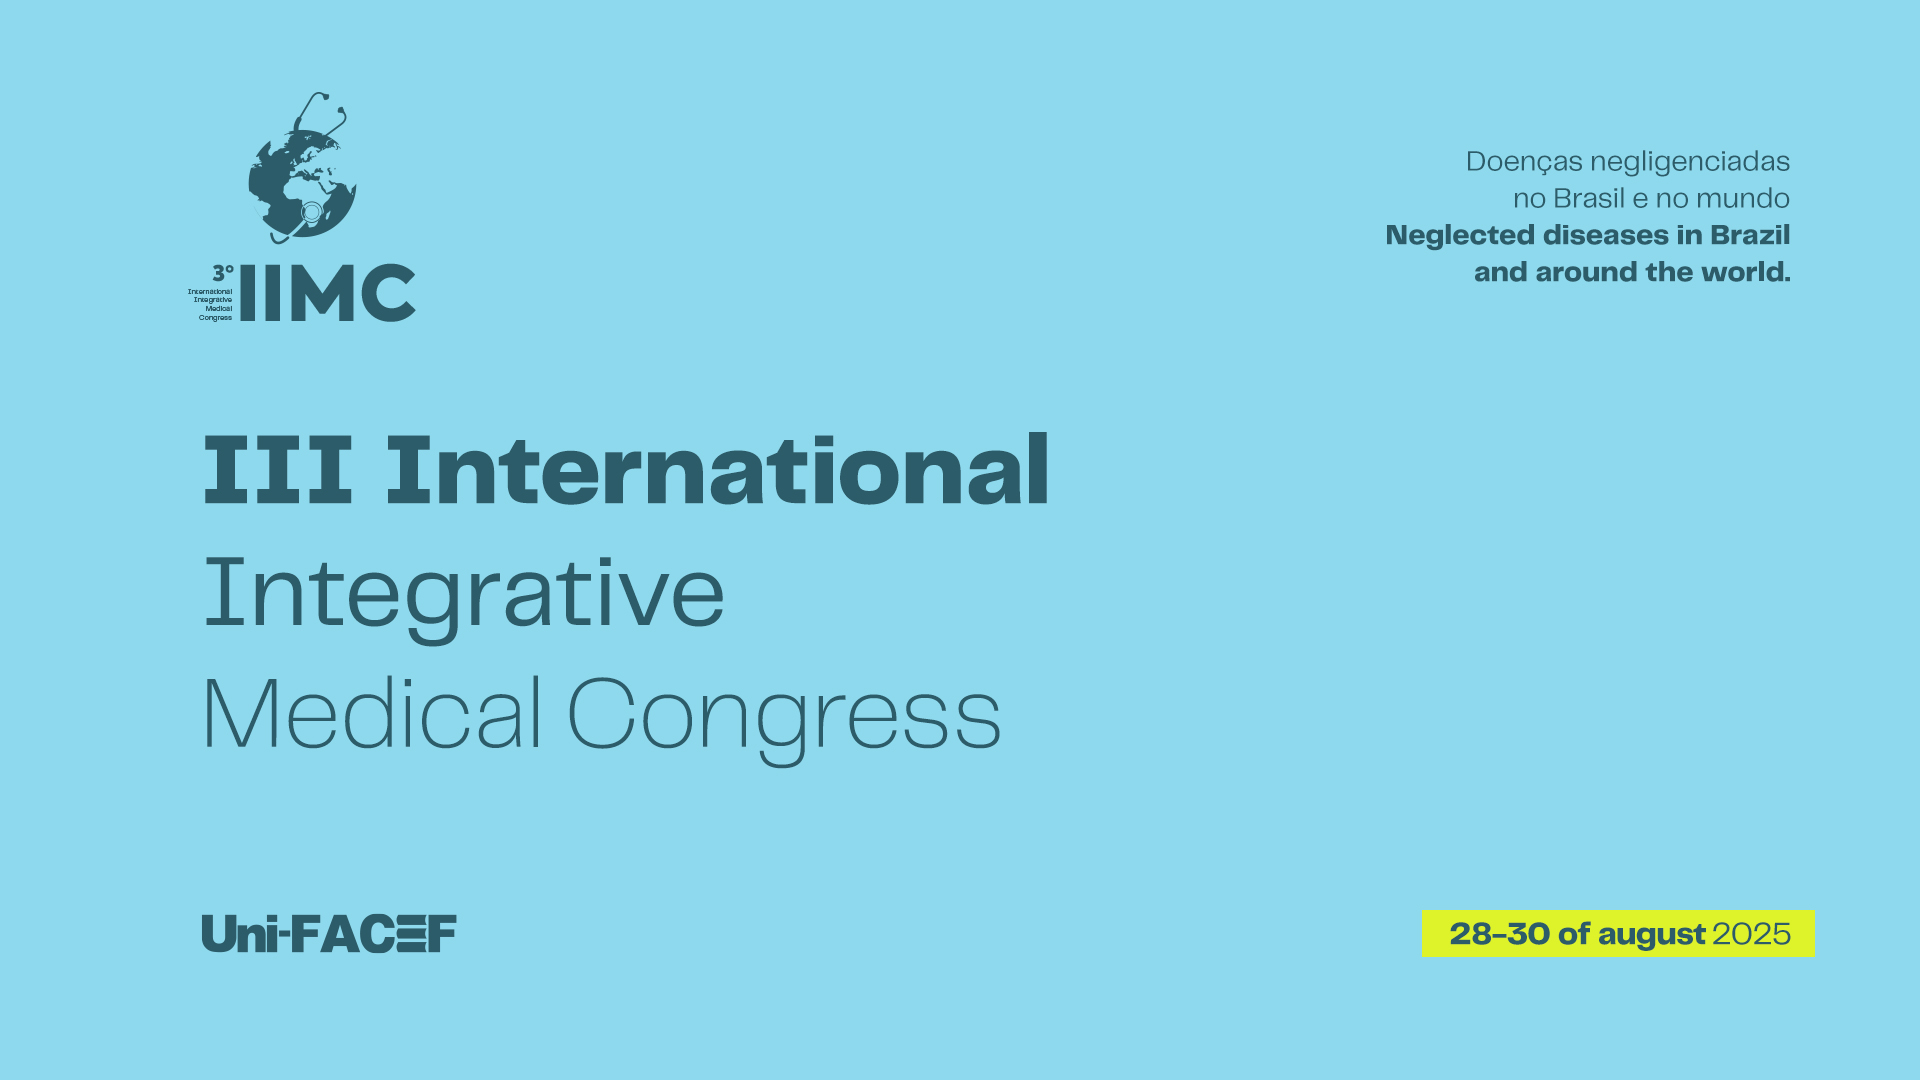 3º
International
Integrative
Medical
Congress
IIMC
Doenças negligenciadas
no Brasil e no mundo
Neglected diseases in Brazil
and around the world.
III International
Integrative
Medical Congress
Uni-FACEF
28-30 of august 2025